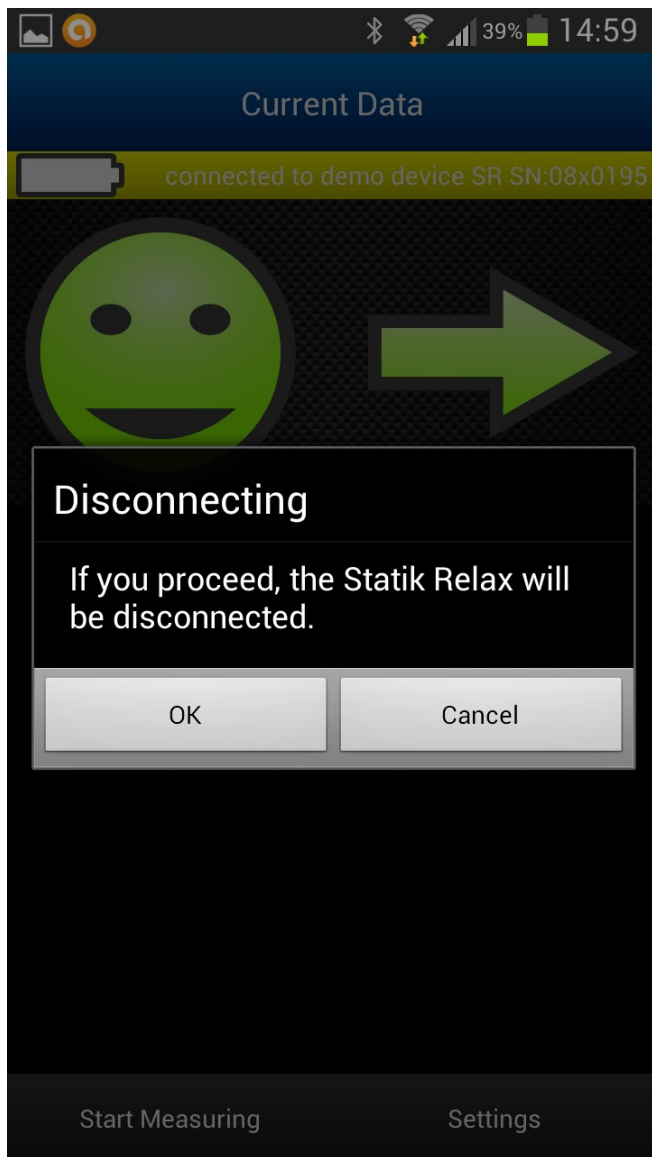 39% 14:59
Current Data
connected to demo device SR SN:08x0195
Disconnecting
If you proceed, the Statik Relax will
be disconnected.
OK Cancel
Start Measuring Settings